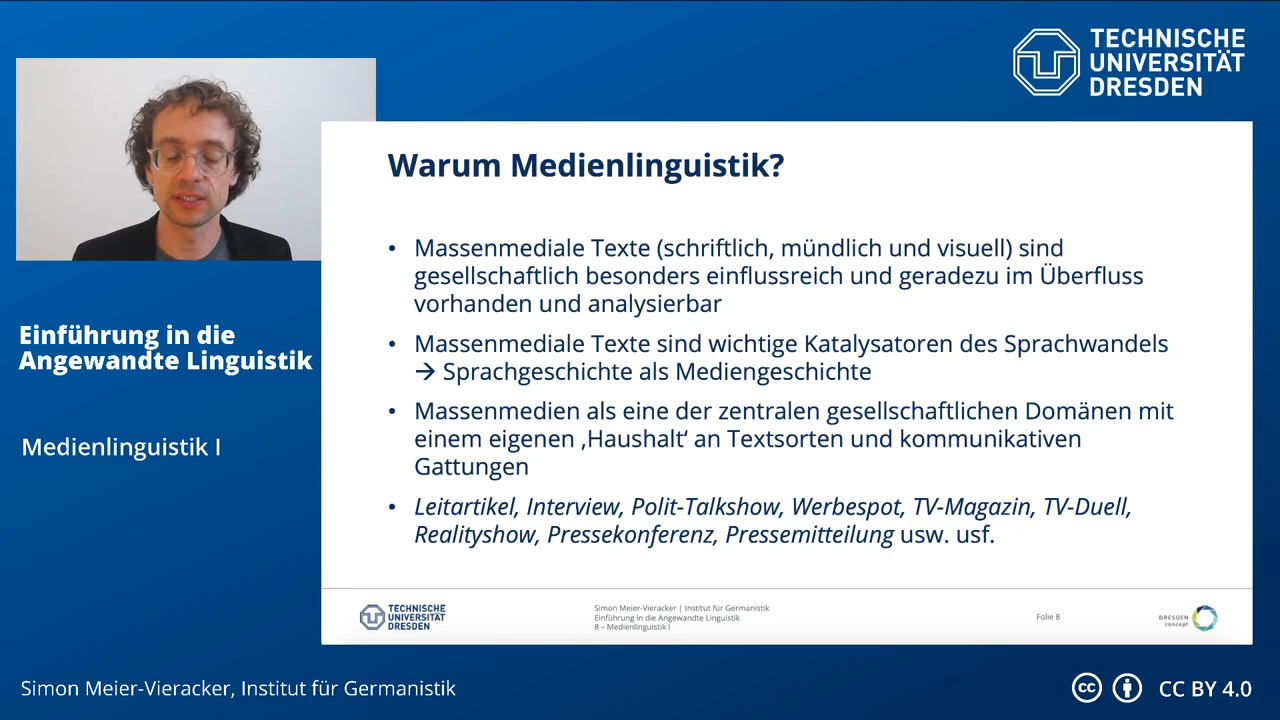 TECHNISCHE
UNIVERSITÄT
DRESDEN
Warum Medienlinguistik?
• Massenmediale Texte (schriftlich, mündlich und visuell) sind
gesellschaftlich besonders einflussreich und geradezu im Überfluss
vorhanden und analysierbar
• Massenmediale Texte sind wichtige Katalysatoren des Sprachwandels
→ Sprachgeschichte als Mediengeschichte
• Massenmedien als eine der zentralen gesellschaftlichen Domänen mit
einem eigenen ‚Haushalt‘ an Textsorten und kommunikativen
Gattungen
• Leitartikel, Interview, Polit-Talkshow, Werbespot, TV-Magazin, TV-Duell,
Realityshow, Pressekonferenz, Pressemitteilung usw. usf.
TECHNISCHE
UNIVERSITÄT
DRESDEN
Simon Meier-Vieracker | Institut für Germanistik
Einführung in die Angewandte Linguistik
8 – Medienlinguistik I
Folie 8
DRESDEN
concept
Einführung in die
Angewandte Linguistik
Medienlinguistik I
Simon Meier-Vieracker, Institut für Germanistik
cc
CC BY 4.0